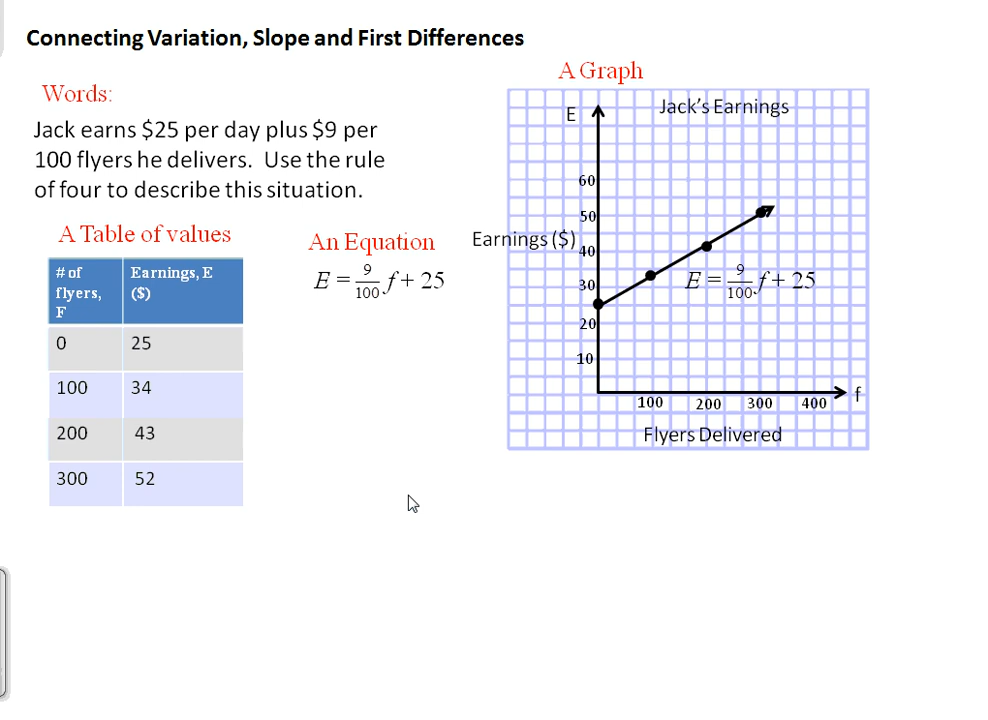 Connecting Variation, Slope and First Differences
Words:
Jack earns $25 per day plus $9 per
100 flyers he delivers. Use the rule
of four to describe this situation.
A Table of values
# of
flyers,
F
Earnings, E
($)
0 25
100 34
200 43
300 52
An Equation
E = 9/100 f + 25
A Graph
Jack's Earnings
E
60
50
Earnings ($)
40
30
20
10
E = 9/100 f + 25
100 200 300 400 f
Flyers Delivered